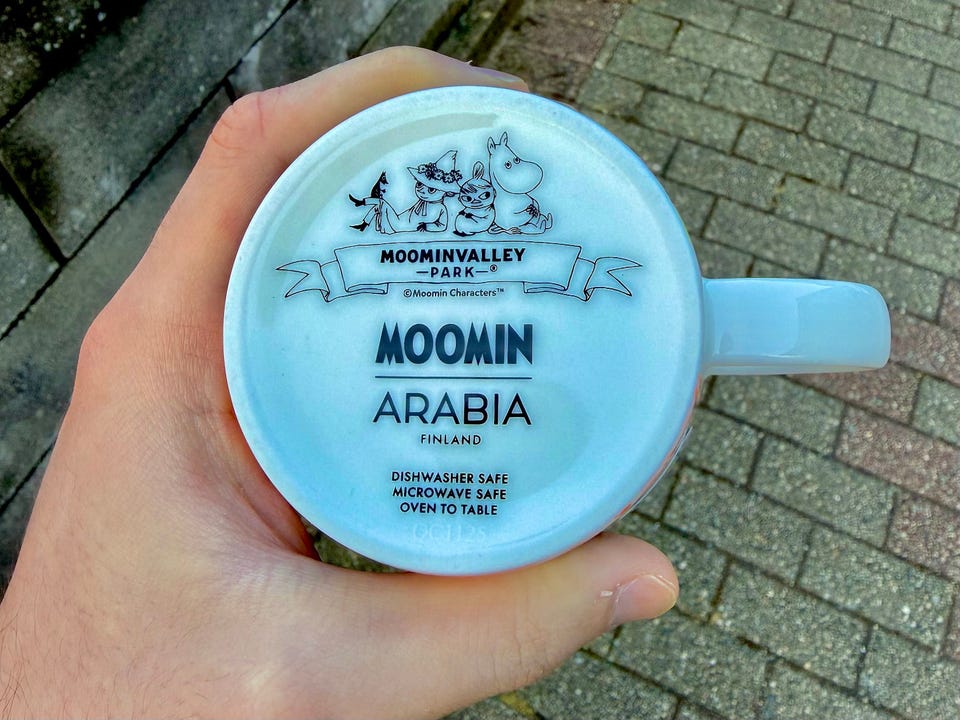 MOOMINVALLEY
—PARK—®
©Moomin Characters™
MOOMIN
ARABIA
FINLAND
DISHWASHER SAFE
MICROWAVE SAFE
OVEN TO TABLE